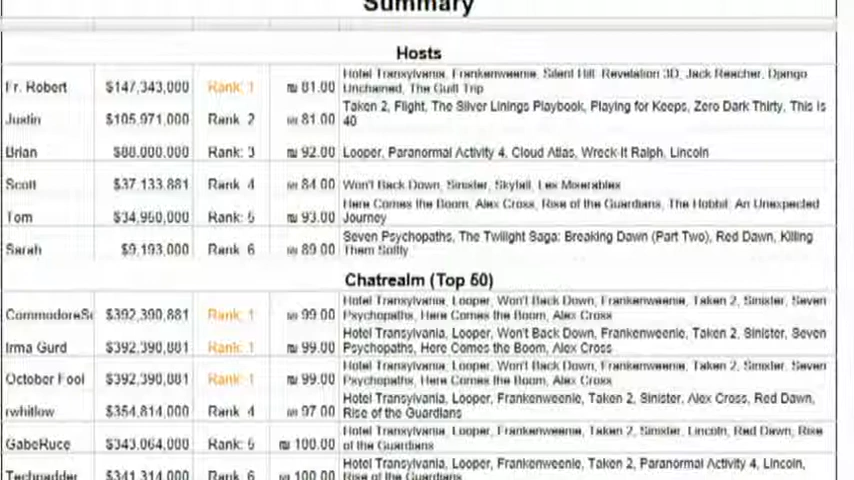 Summary
Hosts
Fr. Robert $147,343,000 Rank: 1 ₪ 81.00 Hotel Transylvania, Frankenweenie, Silent Hill: Revelation 3D, Jack Reacher, Django
Unchained, The Guilt Trip
Justin $105,971,000 Rank: 2 ₪ 81.00 Taken 2, Flight, The Silver Linings Playbook, Playing for Keeps, Zero Dark Thirty, This is
40
Brian $88,000,000 Rank: 3 ₪ 92.00 Looper, Paranormal Activity 4, Cloud Atlas, Wreck-It Ralph, Lincoln
Scott $37,133,881 Rank: 4 ₪ 84.00 Won't Back Down, Sinister, Skyfall, Les Miserables
Tom $34,950,000 Rank: 5 ₪ 93.00 Here Comes the Boom, Alex Cross, Rise of the Guardians, The Hobbit: An Unexpected
Journey
Sarah $9,193,000 Rank: 6 ₪ 89.00 Seven Psychopaths, The Twilight Saga: Breaking Dawn (Part Two), Red Dawn, Killing
Them Softly
Chatrealm (Top 50)
CommodoreSc $392,390,881 Rank: 1 ₪ 99.00 Hotel Transylvania, Looper, Won't Back Down, Frankenweenie, Taken 2, Sinister, Seven
Psychopaths, Here Comes the Boom, Alex Cross
Irma Gurd $392,390,881 Rank: 1 ₪ 99.00 Hotel Transylvania, Looper, Won't Back Down, Frankenweenie, Taken 2, Sinister, Seven
Psychopaths, Here Comes the Boom, Alex Cross
October Fool $392,390,881 Rank: 1 ₪ 99.00 Hotel Transylvania, Looper, Won't Back Down, Frankenweenie, Taken 2, Sinister, Seven
Psychopaths, Here Comes the Boom, Alex Cross
rwhitlow $354,814,000 Rank: 4 ₪ 97.00 Hotel Transylvania, Looper, Frankenweenie, Taken 2, Sinister, Alex Cross, Red Dawn,
Rise of the Guardians
GabeRuce $343,064,000 Rank: 5 ₪ 100.00 Hotel Transylvania, Looper, Frankenweenie, Taken 2, Sinister, Lincoln, Red Dawn, Rise
of the Guardians
$341,314,000 Rank: 6 ₪ 100.00 Hotel Transylvania, Looper, Frankenweenie, Taken 2, Paranormal Activity 4, Lincoln,
Rise of the Guardians